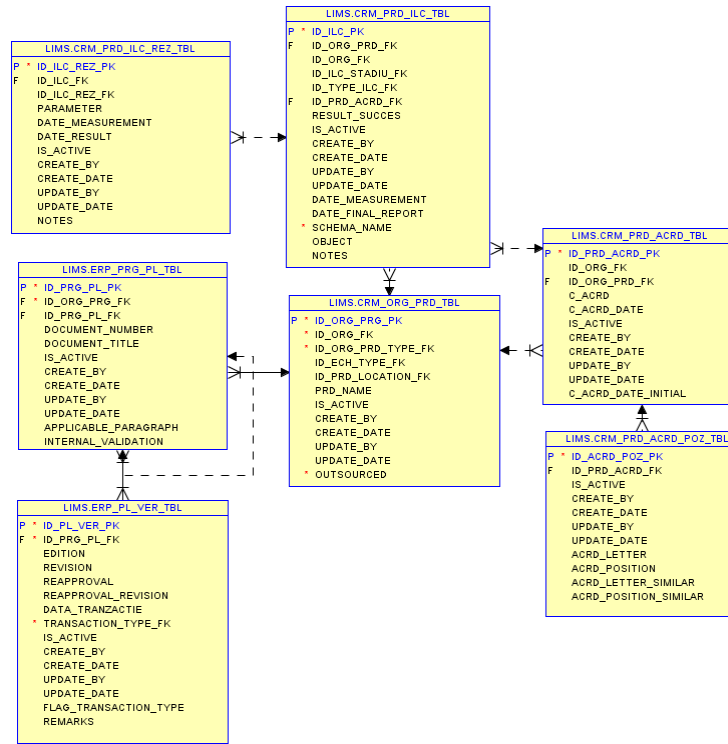 LIMS.CRM_PRD_ILC_REZ_TBL
P * ID_ILC_REZ_PK
F ID_ILC_FK
ID_ILC_REZ_FK
PARAMETER
DATE_MEASUREMENT
DATE_RESULT
IS_ACTIVE
CREATE_BY
CREATE_DATE
UPDATE_BY
UPDATE_DATE
NOTES
LIMS.CRM_PRD_ILC_TBL
P * ID_ILC_PK
F ID_ORG_PRD_FK
ID_ORG_FK
ID_ILC_STADIU_FK
ID_TYPE_ILC_FK
F ID_PRD_ACRD_FK
RESULT_SUCCES
IS_ACTIVE
CREATE_BY
CREATE_DATE
UPDATE_BY
UPDATE_DATE
DATE_MEASUREMENT
DATE_FINAL_REPORT
* SCHEMA_NAME
OBJECT
NOTES
LIMS.CRM_PRD_ACRD_TBL
P * ID_PRD_ACRD_PK
ID_ORG_FK
F ID_ORG_PRD_FK
C_ACRD
C_ACRD_DATE
IS_ACTIVE
CREATE_BY
CREATE_DATE
UPDATE_BY
UPDATE_DATE
C_ACRD_DATE_INITIAL
LIMS.ERP_PRG_PL_TBL
P * ID_PRG_PL_PK
F * ID_ORG_PRG_FK
F ID_PRG_PL_FK
DOCUMENT_NUMBER
DOCUMENT_TITLE
IS_ACTIVE
CREATE_BY
CREATE_DATE
UPDATE_BY
UPDATE_DATE
APPLICABLE_PARAGRAPH
INTERNAL_VALIDATION
LIMS.CRM_ORG_PRD_TBL
P * ID_ORG_PRG_PK
* ID_ORG_FK
* ID_ORG_PRD_TYPE_FK
ID_ECH_TYPE_FK
ID_PRD_LOCATION_FK
PRD_NAME
IS_ACTIVE
CREATE_BY
CREATE_DATE
UPDATE_BY
UPDATE_DATE
* OUTSOURCED
LIMS.CRM_PRD_ACRD_POZ_TBL
P * ID_ACRD_POZ_PK
F ID_PRD_ACRD_FK
IS_ACTIVE
CREATE_BY
CREATE_DATE
UPDATE_BY
UPDATE_DATE
ACRD_LETTER
ACRD_POSITION
ACRD_LETTER_SIMILAR
ACRD_POSITION_SIMILAR
LIMS.ERP_PL_VER_TBL
P * ID_PL_VER_PK
F * ID_PRG_PL_FK
EDITION
REVISION
REAPPROVAL
REAPPROVAL_REVISION
DATA_TRANZACTIE
* TRANSACTION_TYPE_FK
IS_ACTIVE
CREATE_BY
CREATE_DATE
UPDATE_BY
UPDATE_DATE
FLAG_TRANSACTION_TYPE
REMARKS